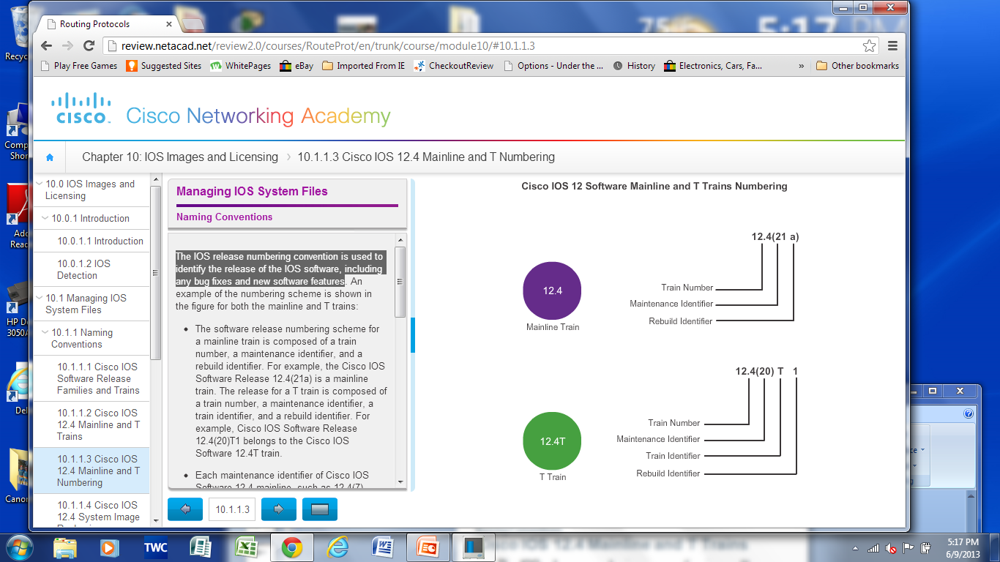 Routing Protocols
review.netacad.net/review2.0/courses/RouteProt/en/trunk/course/module10/#10.1.1.3
Play Free Games
Suggested Sites
WhitePages
eBay
Imported From IE
CheckoutReview
Options - Under the ...
History
Electronics, Cars, Fa...
»
Other bookmarks
CISCO
Cisco Networking Academy
Chapter 10: IOS Images and Licensing
10.1.1.3 Cisco IOS 12.4 Mainline and T Numbering
10.0 IOS Images and
Licensing
10.0.1 Introduction
10.0.1.1 Introduction
10.0.1.2 IOS
Detection
10.1 Managing IOS
System Files
10.1.1 Naming
Conventions
10.1.1.1 Cisco IOS
Software Release
Families and Trains
10.1.1.2 Cisco IOS
12.4 Mainline and T
Trains
10.1.1.3 Cisco IOS
12.4 Mainline and T
Numbering
10.1.1.4 Cisco IOS
12.4 System Image
Managing IOS System Files
Naming Conventions
The IOS release numbering convention is used to
identify the release of the IOS software, including
any bug fixes and new software features. An
example of the numbering scheme is shown in
the figure for both the mainline and T trains:
• The software release numbering scheme for
a mainline train is composed of a train
number, a maintenance identifier, and a
rebuild identifier. For example, the Cisco IOS
Software Release 12.4(21a) is a mainline
train. The release for a T train is composed of
a train number, a maintenance identifier, a
train identifier, and a rebuild identifier. For
example, Cisco IOS Software Release
12.4(20)T1 belongs to the Cisco IOS
Software 12.4T train.
• Each maintenance identifier of Cisco IOS
Software 12.4 mainline, such as 12.4(7)
10.1.1.3
Cisco IOS 12 Software Mainline and T Trains Numbering
12.4(21 a)
12.4
Mainline Train
Train Number
Maintenance Identifier
Rebuild Identifier
12.4(20) T 1
12.4T
T Train
Train Number
Maintenance Identifier
Train Identifier
Rebuild Identifier
TWC
5:17 PM
6/9/2013